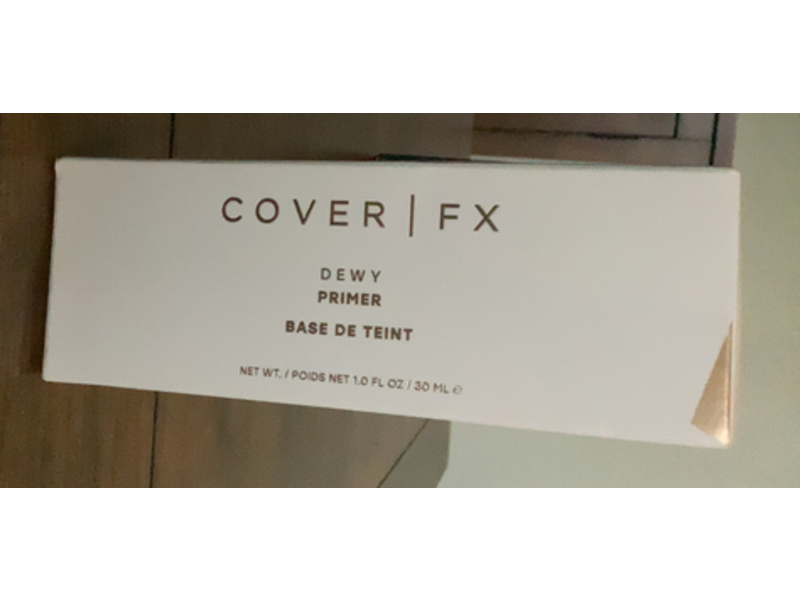 COVER | FX
DEWY
PRIMER
BASE DE TEINT
NET WT. / POIDS NET 1.0 FL OZ / 30 ML ℮